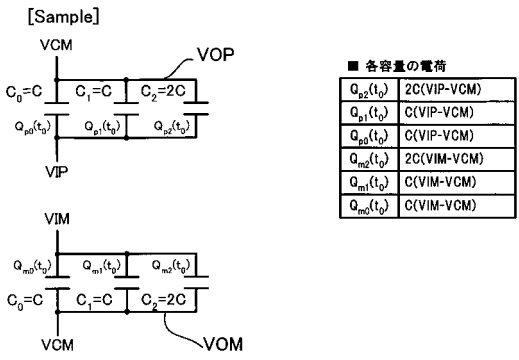 [Sample]
VCM
VOP
C₀=C C₁=C C₂=2C
Qp0(t₀) Qp1(t₀) Qp2(t₀)
VIP
VIM
Qm0(t₀) Qm1(t₀) Qm2(t₀)
C₀=C C₁=C C₂=2C
VCM
VOM
■ 各容量の電荷
Qp2(t₀) 2C(VIP-VCM)
Qp1(t₀) C(VIP-VCM)
Qp0(t₀) C(VIP-VCM)
Qm2(t₀) 2C(VIM-VCM)
Qm1(t₀) C(VIM-VCM)
Qm0(t₀) C(VIM-VCM)